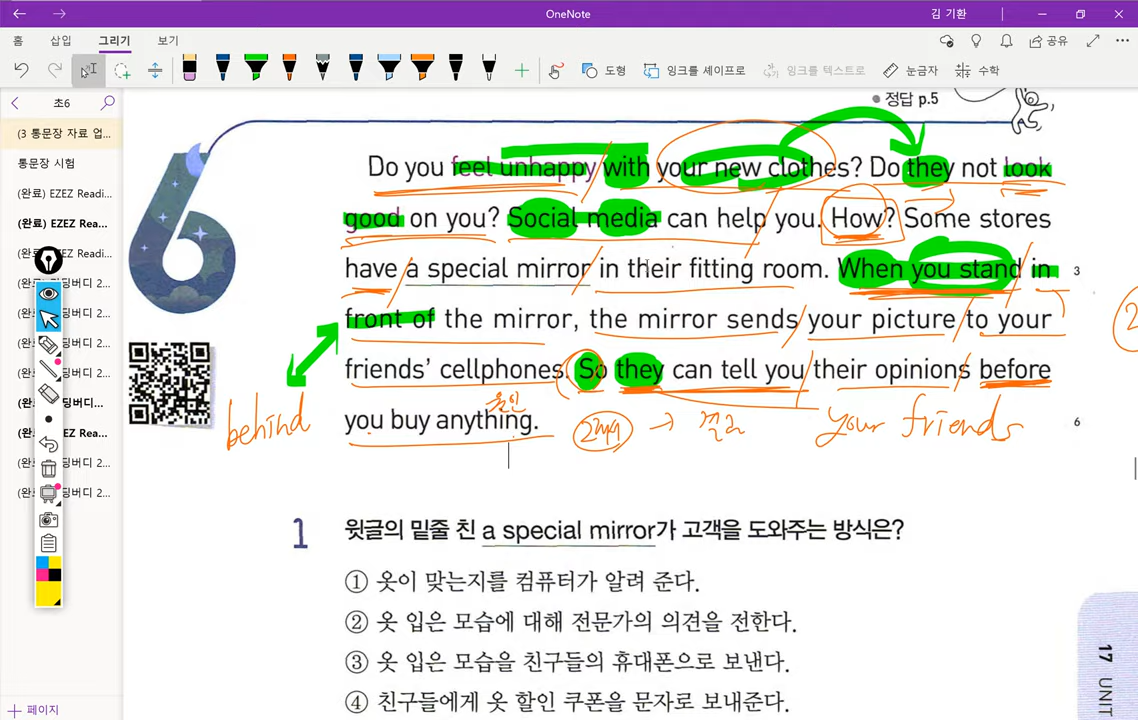 OneNote
김 기환
홈 삽입 그리기 보기
공유
도형
잉크를 셰이프로
잉크를 텍스트로
눈금자
수학
초6
(3 통문장 자료 업...
통문장 시험
(완료) EZEZ Readi...
(완료) EZEZ Rea...
페이지
정답 p.5
6
Do you feel unhappy with your new clothes? Do they not look
good on you? Social media can help you. How? Some stores
have a special mirror in their fitting room. When you stand in
3
front of the mirror, the mirror sends your picture to your
friends' cellphones. So they can tell you their opinions before
you buy anything.
6
behind
원인
결과
your friends
1 윗글의 밑줄 친 a special mirror가 고객을 도와주는 방식은?
① 옷이 맞는지를 컴퓨터가 알려 준다.
② 옷 입은 모습에 대해 전문가의 의견을 전한다.
③ 옷 입은 모습을 친구들의 휴대폰으로 보낸다.
④ 친구들에게 옷 할인 쿠폰을 문자로 보내준다.
17
UNIT